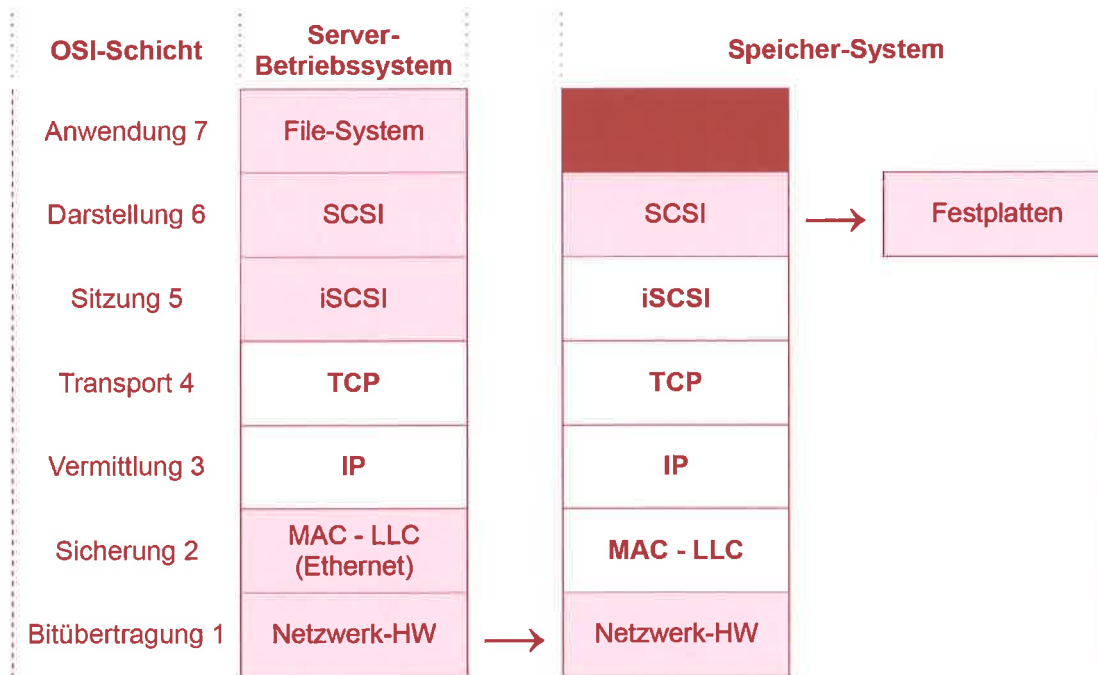 OSI-Schicht
Server-
Betriebssystem
Speicher-System
Anwendung 7
File-System
Darstellung 6
SCSI
SCSI
Festplatten
Sitzung 5
iSCSI
iSCSI
Transport 4
TCP
TCP
Vermittlung 3
IP
IP
Sicherung 2
MAC - LLC
(Ethernet)
MAC - LLC
Bitübertragung 1
Netzwerk-HW
Netzwerk-HW